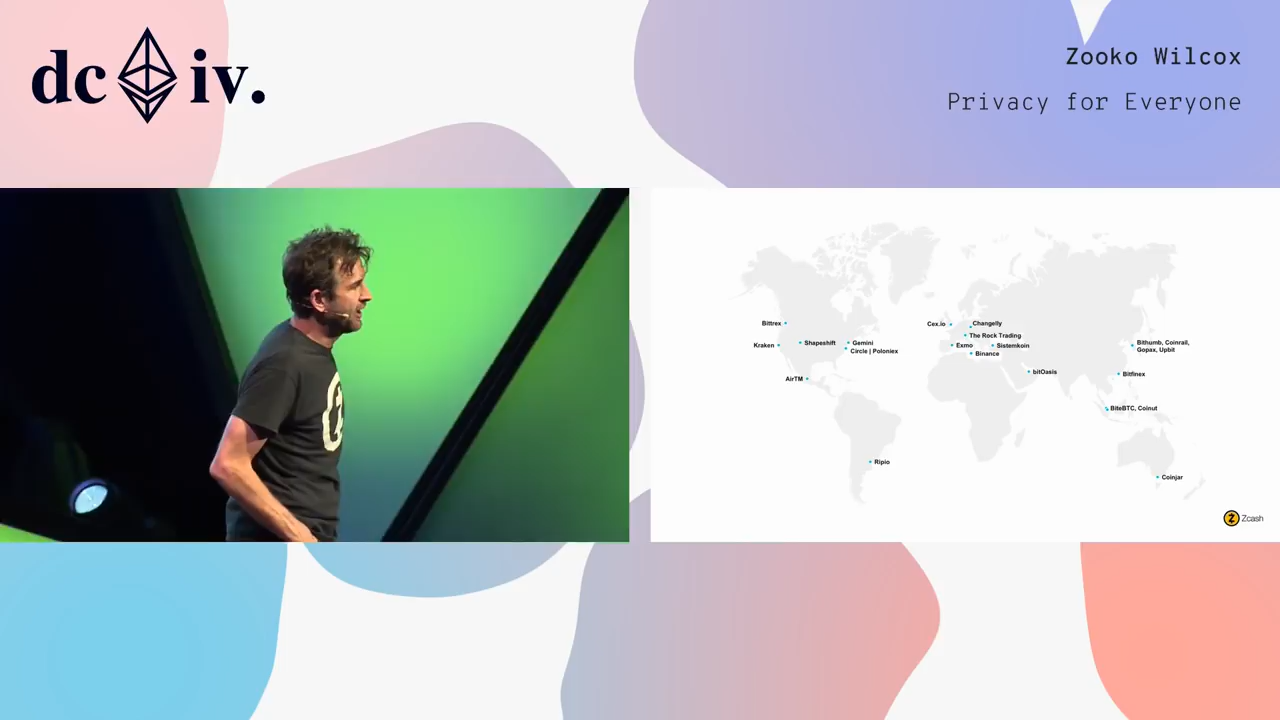 dc iv.
Zooko Wilcox
Privacy for Everyone
Bittrex
Kraken
Shapeshift
Gemini
Circle | Poloniex
AirTM
Ripio
Cex.io
Changelly
The Rock Trading
Exmo
Sistemkoin
Binance
bitOasis
Bithumb, Coinrail,
Gopax, Upbit
Bitfinex
BiteBTC, Coinut
Coinjar
Zcash